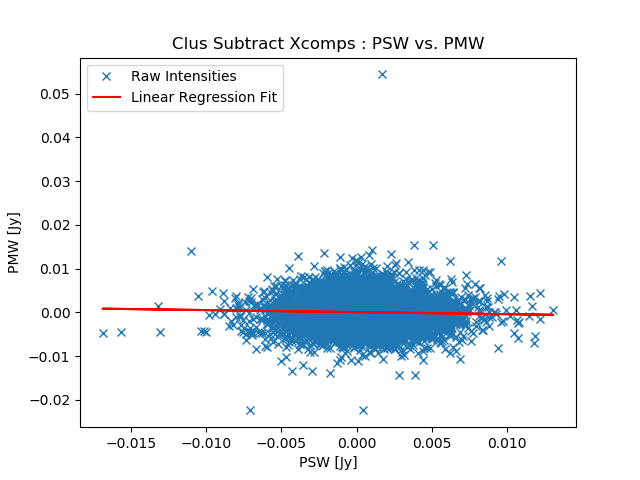 Clus Subtract Xcomps : PSW vs. PMW
Raw Intensities
Linear Regression Fit
0.05
0.04
0.03
0.02
0.01
0.00
−0.01
−0.02
PMW [Jy]
−0.015
−0.010
−0.005
0.000
0.005
0.010
PSW [Jy]